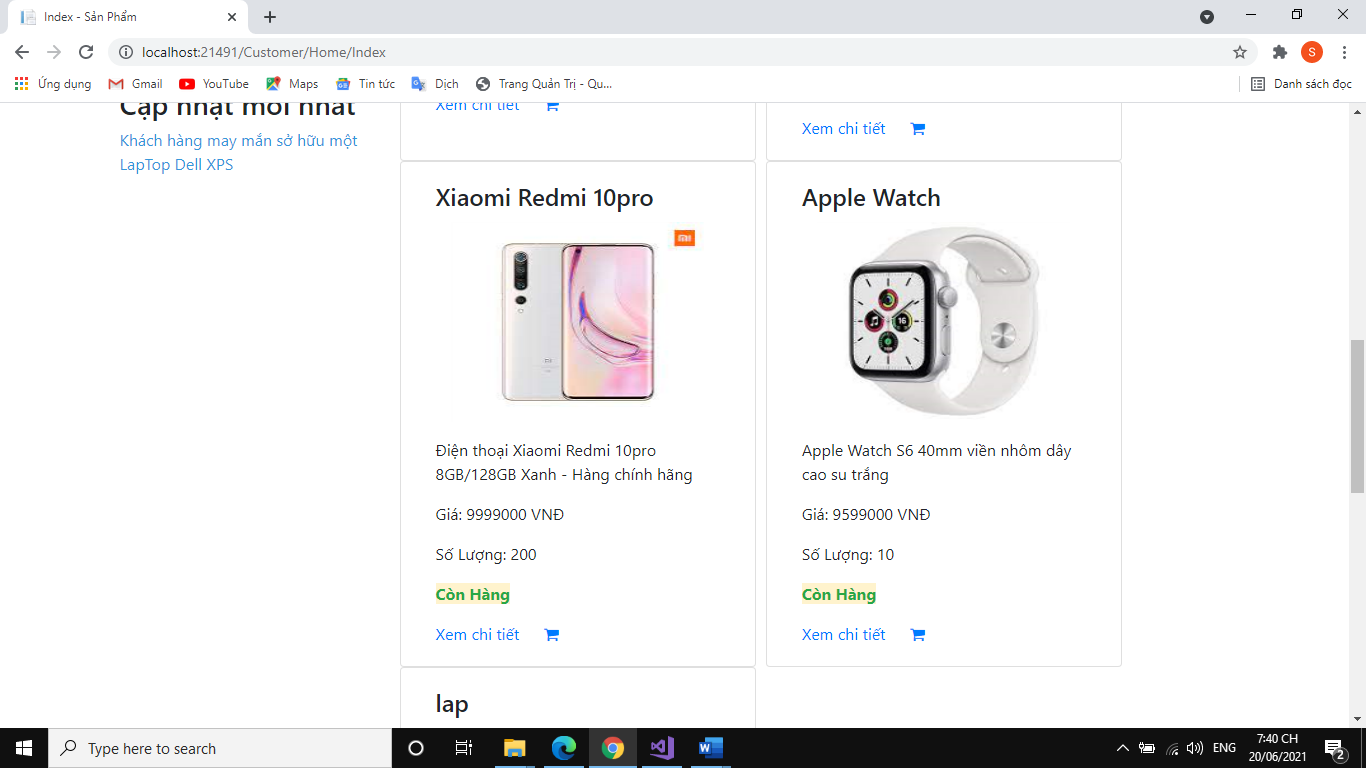 Index - Sản Phẩm
localhost:21491/Customer/Home/Index
S
Ứng dụng
Gmail
YouTube
Maps
Tin tức
Dịch
Trang Quản Trị - Qu...
Danh sách đọc
Cập nhật mới nhất
Khách hàng may mắn sở hữu một
LapTop Dell XPS
Xem chi tiết
Xem chi tiết
Xiaomi Redmi 10pro
Điện thoại Xiaomi Redmi 10pro
8GB/128GB Xanh - Hàng chính hãng
Giá: 9999000 VNĐ
Số Lượng: 200
Còn Hàng
Xem chi tiết
Apple Watch
16
Apple Watch S6 40mm viền nhôm dây
cao su trắng
Giá: 9599000 VNĐ
Số Lượng: 10
Còn Hàng
Xem chi tiết
lap
Type here to search
ENG
7:40 CH
20/06/2021
2